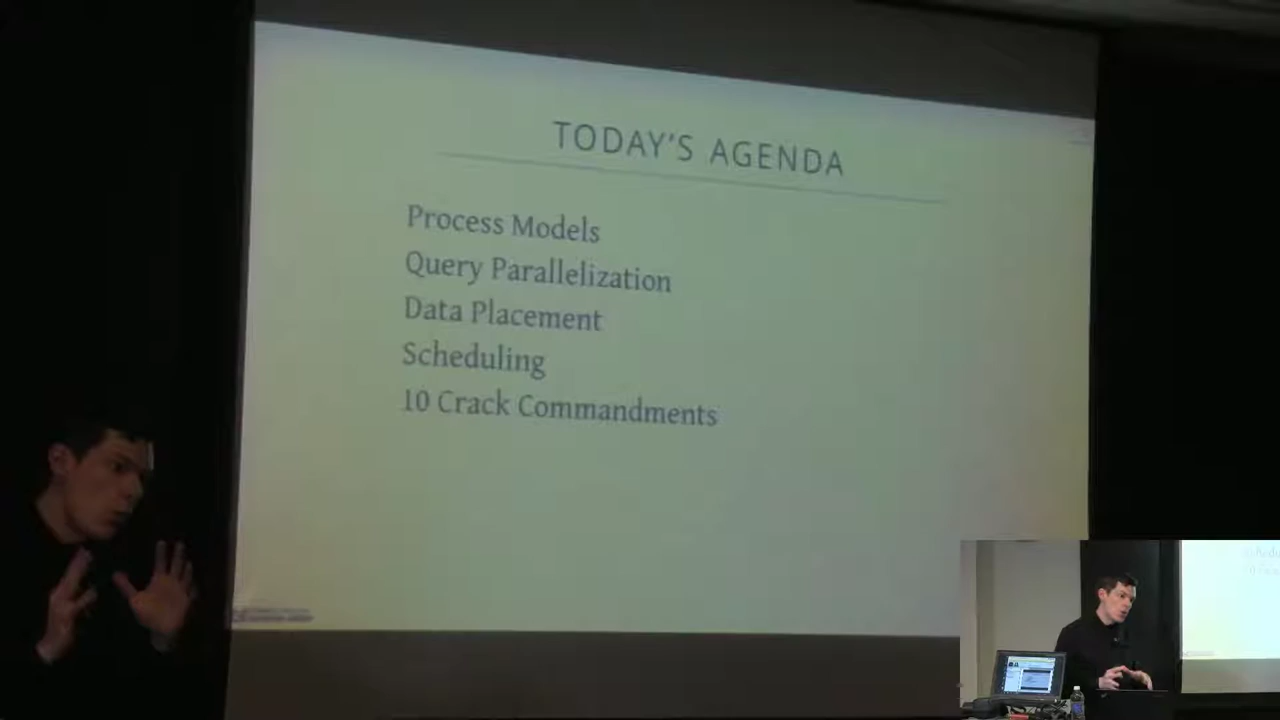 TODAY'S AGENDA
Process Models
Query Parallelization
Data Placement
Scheduling
10 Crack Commandments